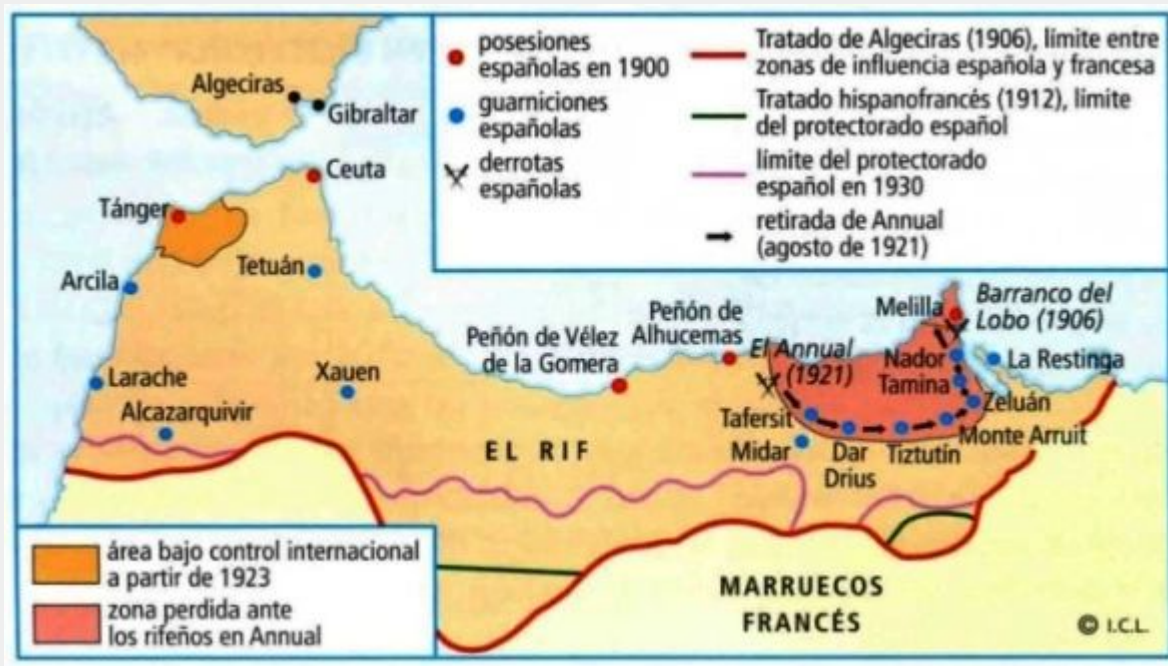 posesiones
españolas en 1900
guarniciones
españolas
derrotas
españolas
Tratado de Algeciras (1906), límite entre
zonas de influencia española y francesa
Tratado hispanofrancés (1912), límite
del protectorado español
límite del protectorado
español en 1930
retirada de Annual
(agosto de 1921)
Algeciras
Gibraltar
Ceuta
Tánger
Tetuán
Arcila
Larache
Alcazarquivir
Xauen
Peñón de Vélez
de la Gomera
Peñón de
Alhucemas
El Annual
(1921)
Melilla
Barranco del
Lobo (1906)
Nador
La Restinga
Tamina
Zeluán
Tafersit
Monte Arruit
Midar
Dar
Drius
Tiztutín
EL RIF
MARRUECOS
FRANCÉS
área bajo control internacional
a partir de 1923
zona perdida ante
los rifeños en Annual
© I.C.L.